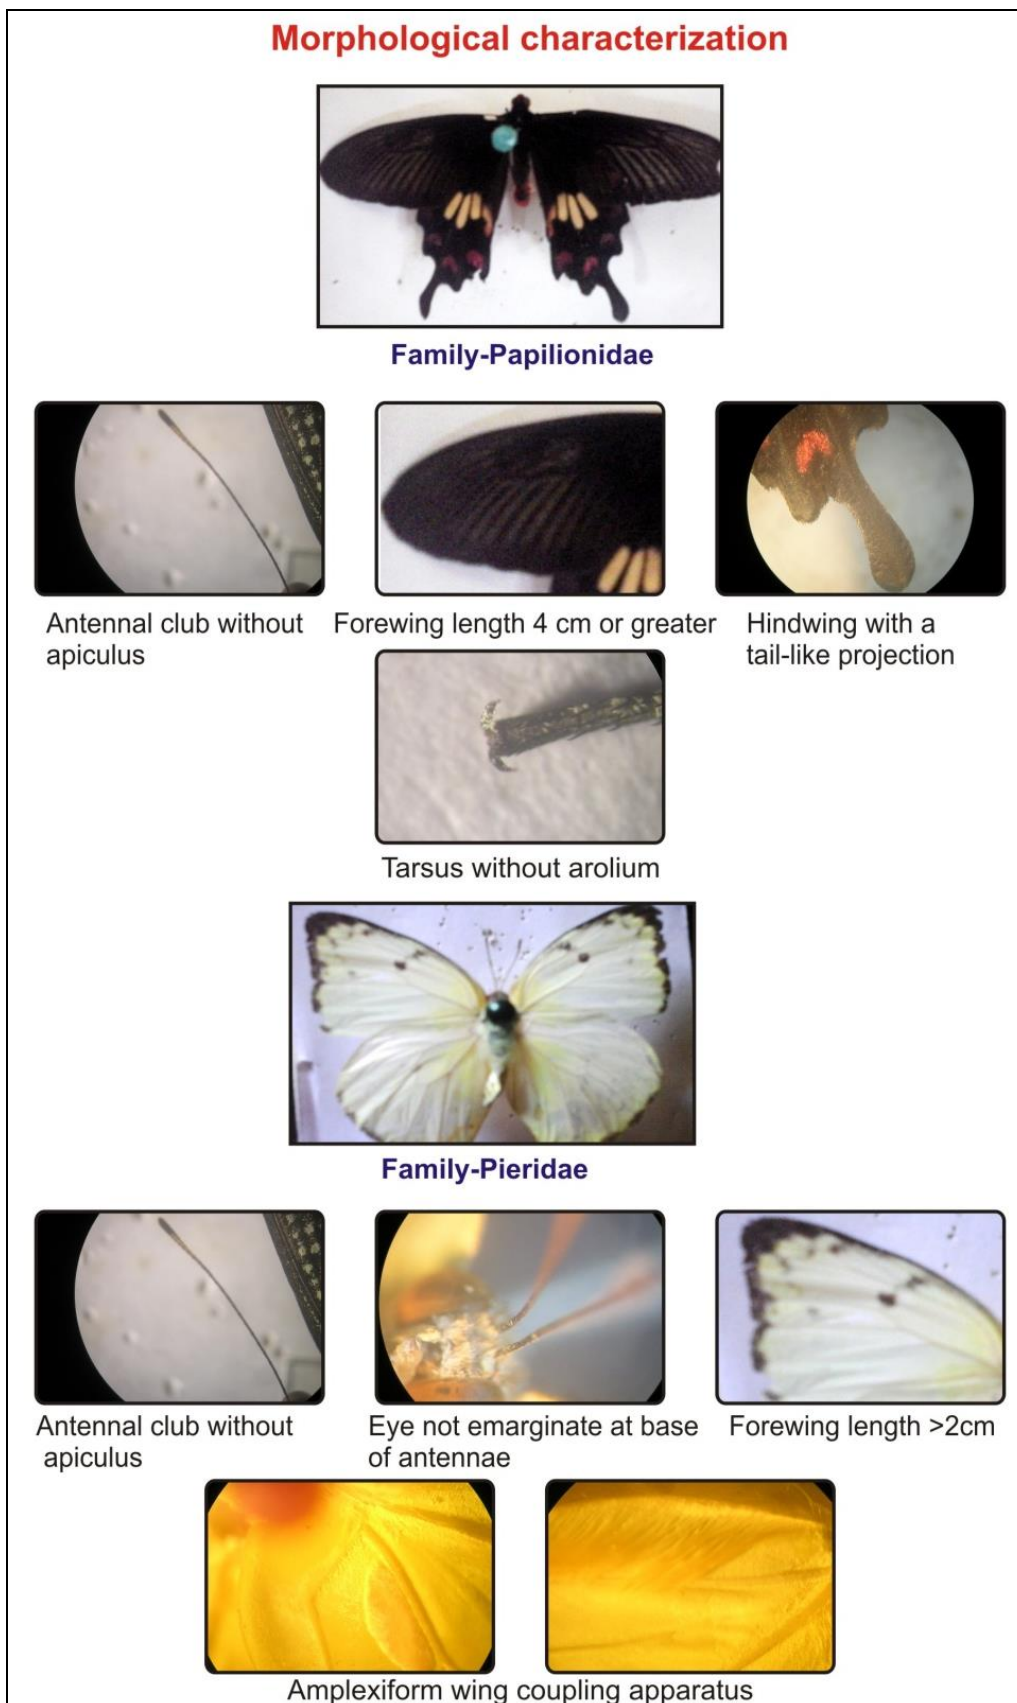 Morphological characterization
Family-Papilionidae
Antennal club without
apiculus
Forewing length 4 cm or greater
Hindwing with a
tail-like projection
Tarsus without arolium
Family-Pieridae
Antennal club without
apiculus
Eye not emarginate at base
of antennae
Forewing length >2cm
Amplexiform wing coupling apparatus